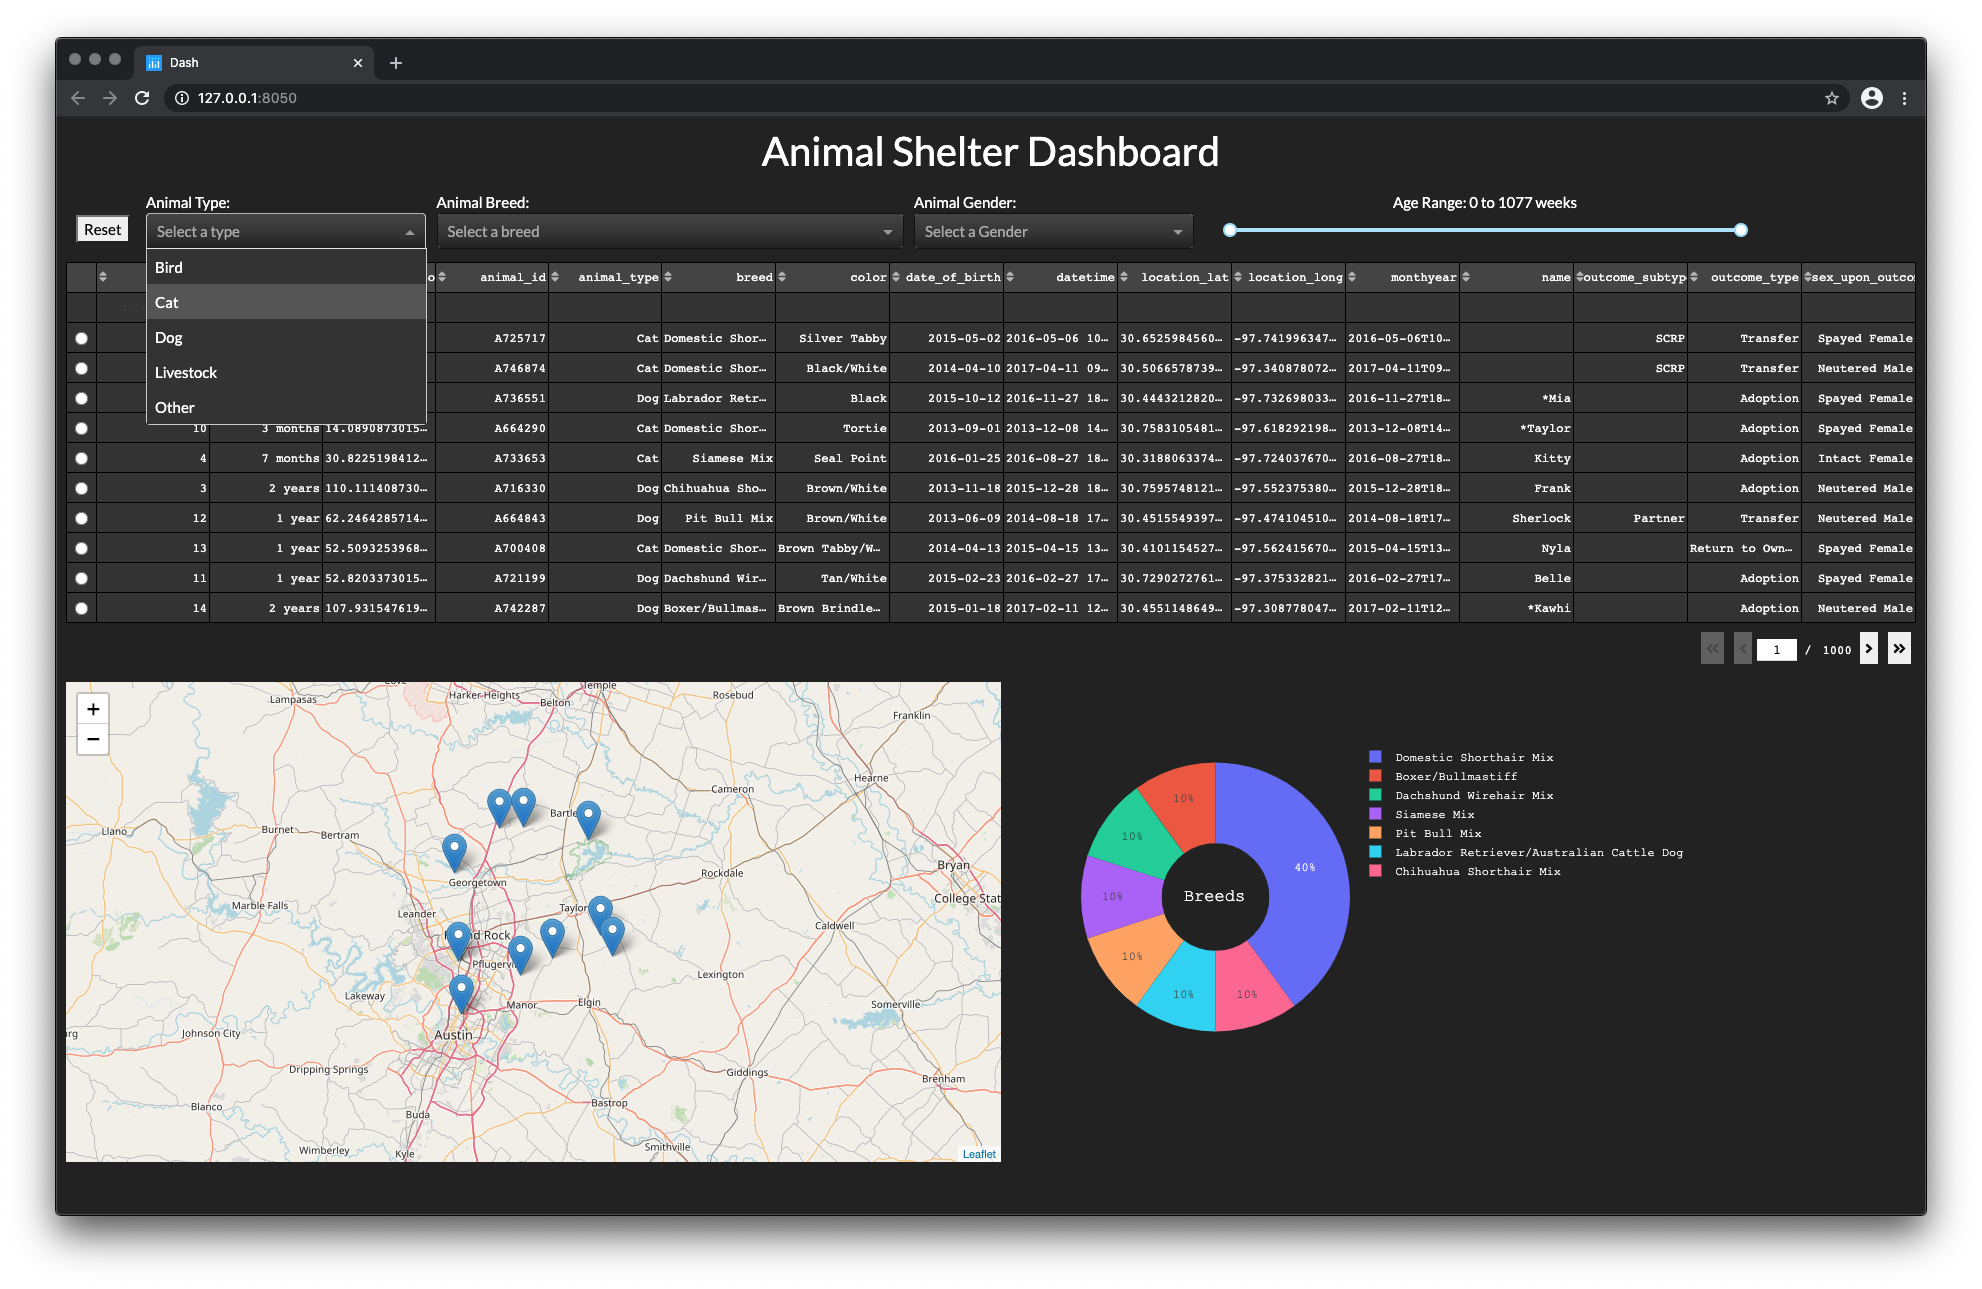 Dash
127.0.0.1:8050
Animal Shelter Dashboard
Animal Type: Animal Breed: Animal Gender: Age Range: 0 to 1077 weeks
Reset Select a type Select a breed Select a Gender
Bird
Cat
Dog
Livestock
Other
animal_id animal_type breed color date_of_birth datetime location_lat location_long monthyear name outcome_subtyp outcome_type sex_upon_outco
A725717 Cat Domestic Shor… Silver Tabby 2015-05-02 2016-05-06 10… 30.6525984560… -97.741996347… 2016-05-06T10… SCRP Transfer Spayed Female
A746874 Cat Domestic Shor… Black/White 2014-04-10 2017-04-11 09… 30.5066578739… -97.340878072… 2017-04-11T09… SCRP Transfer Neutered Male
A736551 Dog Labrador Retr… Black 2015-10-12 2016-11-27 18… 30.4443212820… -97.732698033… 2016-11-27T18… *Mia Adoption Spayed Female
10 3 months 14.0890873015… A664290 Cat Domestic Shor… Tortie 2013-09-01 2013-12-08 14… 30.7583105481… -97.618292198… 2013-12-08T14… *Taylor Adoption Spayed Female
4 7 months 30.8225198412… A733653 Cat Siamese Mix Seal Point 2016-01-25 2016-08-27 18… 30.3188063374… -97.724037670… 2016-08-27T18… Kitty Adoption Intact Female
3 2 years 110.111408730… A716330 Dog Chihuahua Sho… Brown/White 2013-11-18 2015-12-28 18… 30.7595748121… -97.552375380… 2015-12-28T18… Frank Adoption Neutered Male
12 1 year 62.2464285714… A664843 Dog Pit Bull Mix Brown/White 2013-06-09 2014-08-18 17… 30.4515549397… -97.474104510… 2014-08-18T17… Sherlock Partner Transfer Neutered Male
13 1 year 52.5093253968… A700408 Cat Domestic Shor… Brown Tabby/W… 2014-04-13 2015-04-15 13… 30.4101154527… -97.562415670… 2015-04-15T13… Nyla Return to Own… Spayed Female
11 1 year 52.8203373015… A721199 Dog Dachshund Wir… Tan/White 2015-02-23 2016-02-27 17… 30.7290272761… -97.375332821… 2016-02-27T17… Belle Adoption Spayed Female
14 2 years 107.931547619… A742287 Dog Boxer/Bullmas… Brown Brindle… 2015-01-18 2017-02-11 12… 30.4551148649… -97.308778047… 2017-02-11T12… *Kawhi Adoption Neutered Male
1 / 1000
+
−
Temple
Lampasas
Harker Heights
Belton
Rosebud
Franklin
Hearne
Cameron
Bartle
Llano
Burnet
Bertram
Bryan
Georgetown
Rockdale
College Stat
Marble Falls
Leander
Taylor
Caldwell
nd Rock
Pflugervi
Lexington
Lakeway
Manor
Elgin
Somerville
rg
Johnson City
Austin
Dripping Springs
Giddings
Brenham
Blanco
Buda
Bastrop
Wimberley
Kyle
Smithville
Leaflet
Domestic Shorthair Mix
Boxer/Bullmastiff
Dachshund Wirehair Mix
Siamese Mix
Pit Bull Mix
Labrador Retriever/Australian Cattle Dog
Chihuahua Shorthair Mix
10%
10%
40%
10%
Breeds
10%
10%
10%